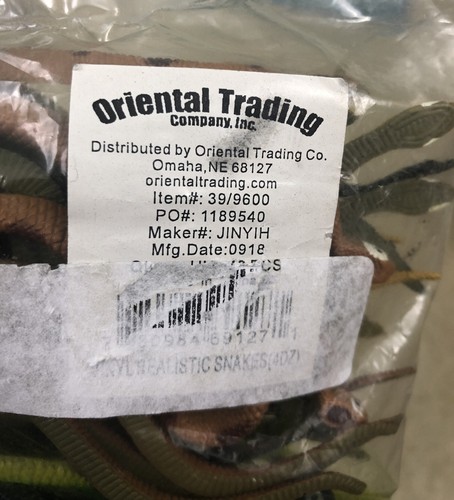 Oriental Trading
Company, Inc.
Distributed by Oriental Trading Co.
Omaha,NE 68127
orientaltrading.com
Item#: 39/9600
PO#: 1189540
Maker#: JINYIH
Mfg.Date:0918
REALISTIC SNAKES(4DZ)